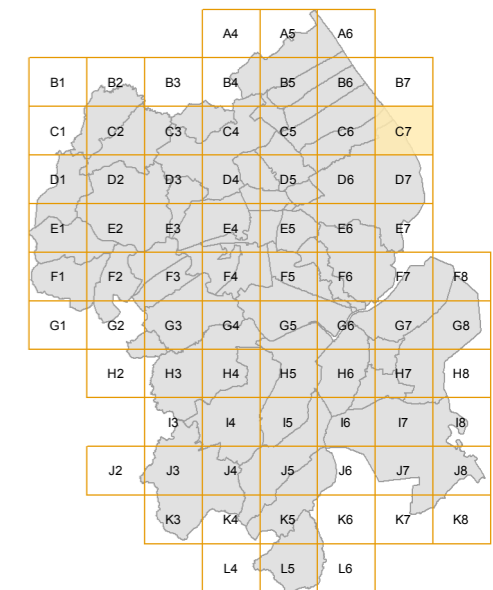 A4 A5 A6
B1 B2 B3 B4 B5 B6 B7
C1 C2 C3 C4 C5 C6 C7
D1 D2 D3 D4 D5 D6 D7
E1 E2 E3 E4 E5 E6 E7
F1 F2 F3 F4 F5 F6 F7 F8
G1 G2 G3 G4 G5 G6 G7 G8
H2 H3 H4 H5 H6 H7 H8
I3 I4 I5 I6 I7 I8
J2 J3 J4 J5 J6 J7 J8
K3 K4 K5 K6 K7 K8
L4 L5 L6